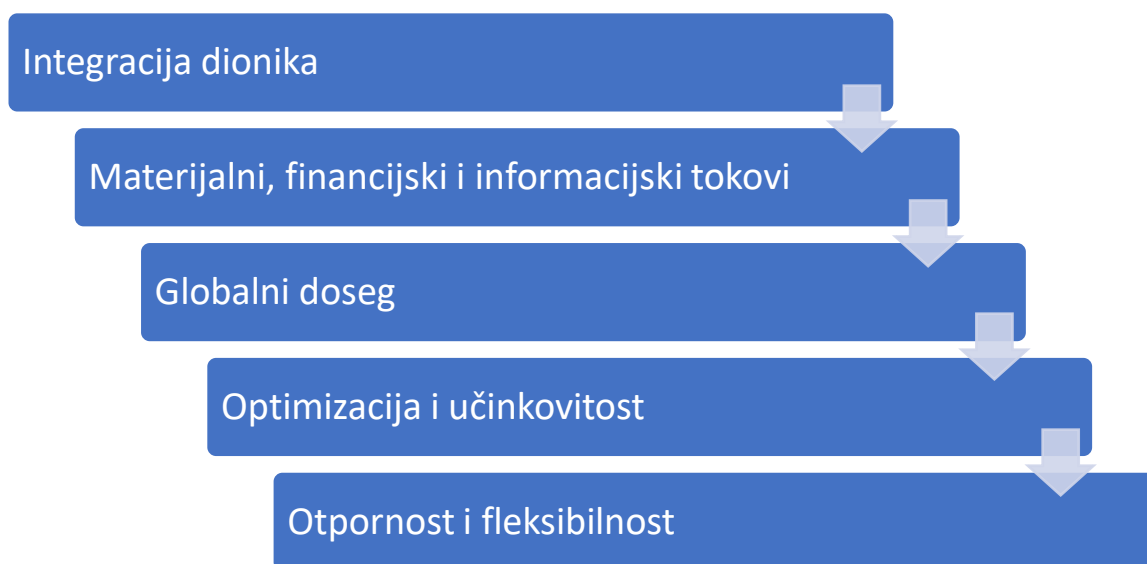 Integracija dionika
Materijalni, financijski i informacijski tokovi
Globalni doseg
Optimizacija i učinkovitost
Otpornost i fleksibilnost